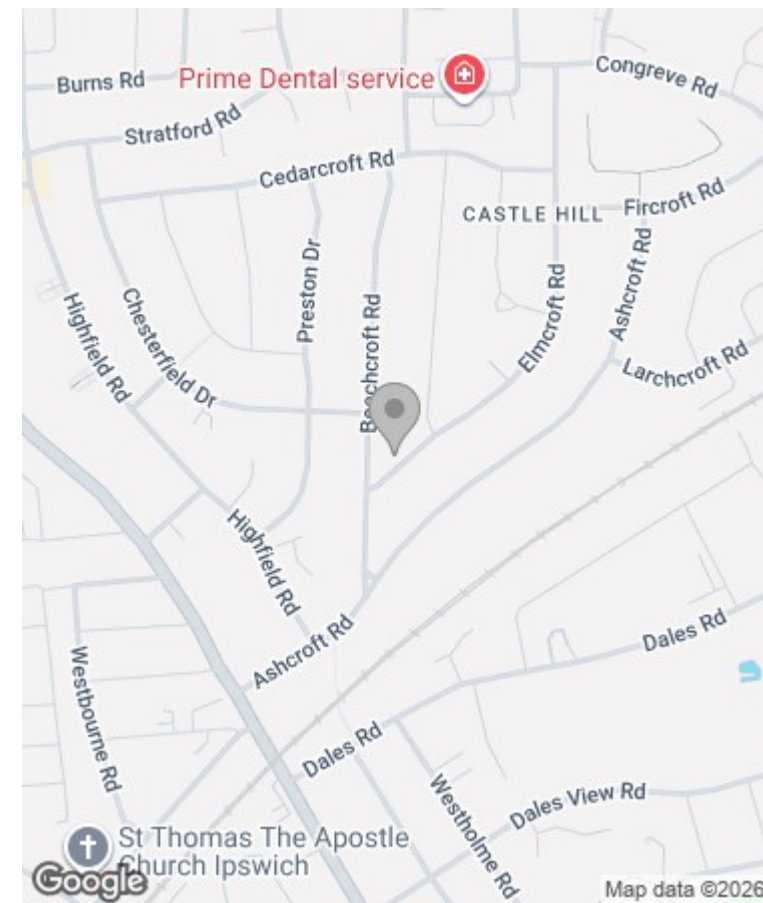 Burns Rd
Prime Dental service
Congreve Rd
Stratford Rd
Cedarcroft Rd
CASTLE HILL
Fircroft Rd
Preston Dr
Beechcroft Rd
Ashcroft Rd
Elmcroft Rd
Highfield Rd
Chesterfield Dr
Larchcroft Rd
Highfield Rd
Ashcroft Rd
Dales Rd
Westbourne Rd
Dales Rd
Westholme Rd
Dales View Rd
St Thomas The Apostle
Church Ipswich
Google
Map data ©2026